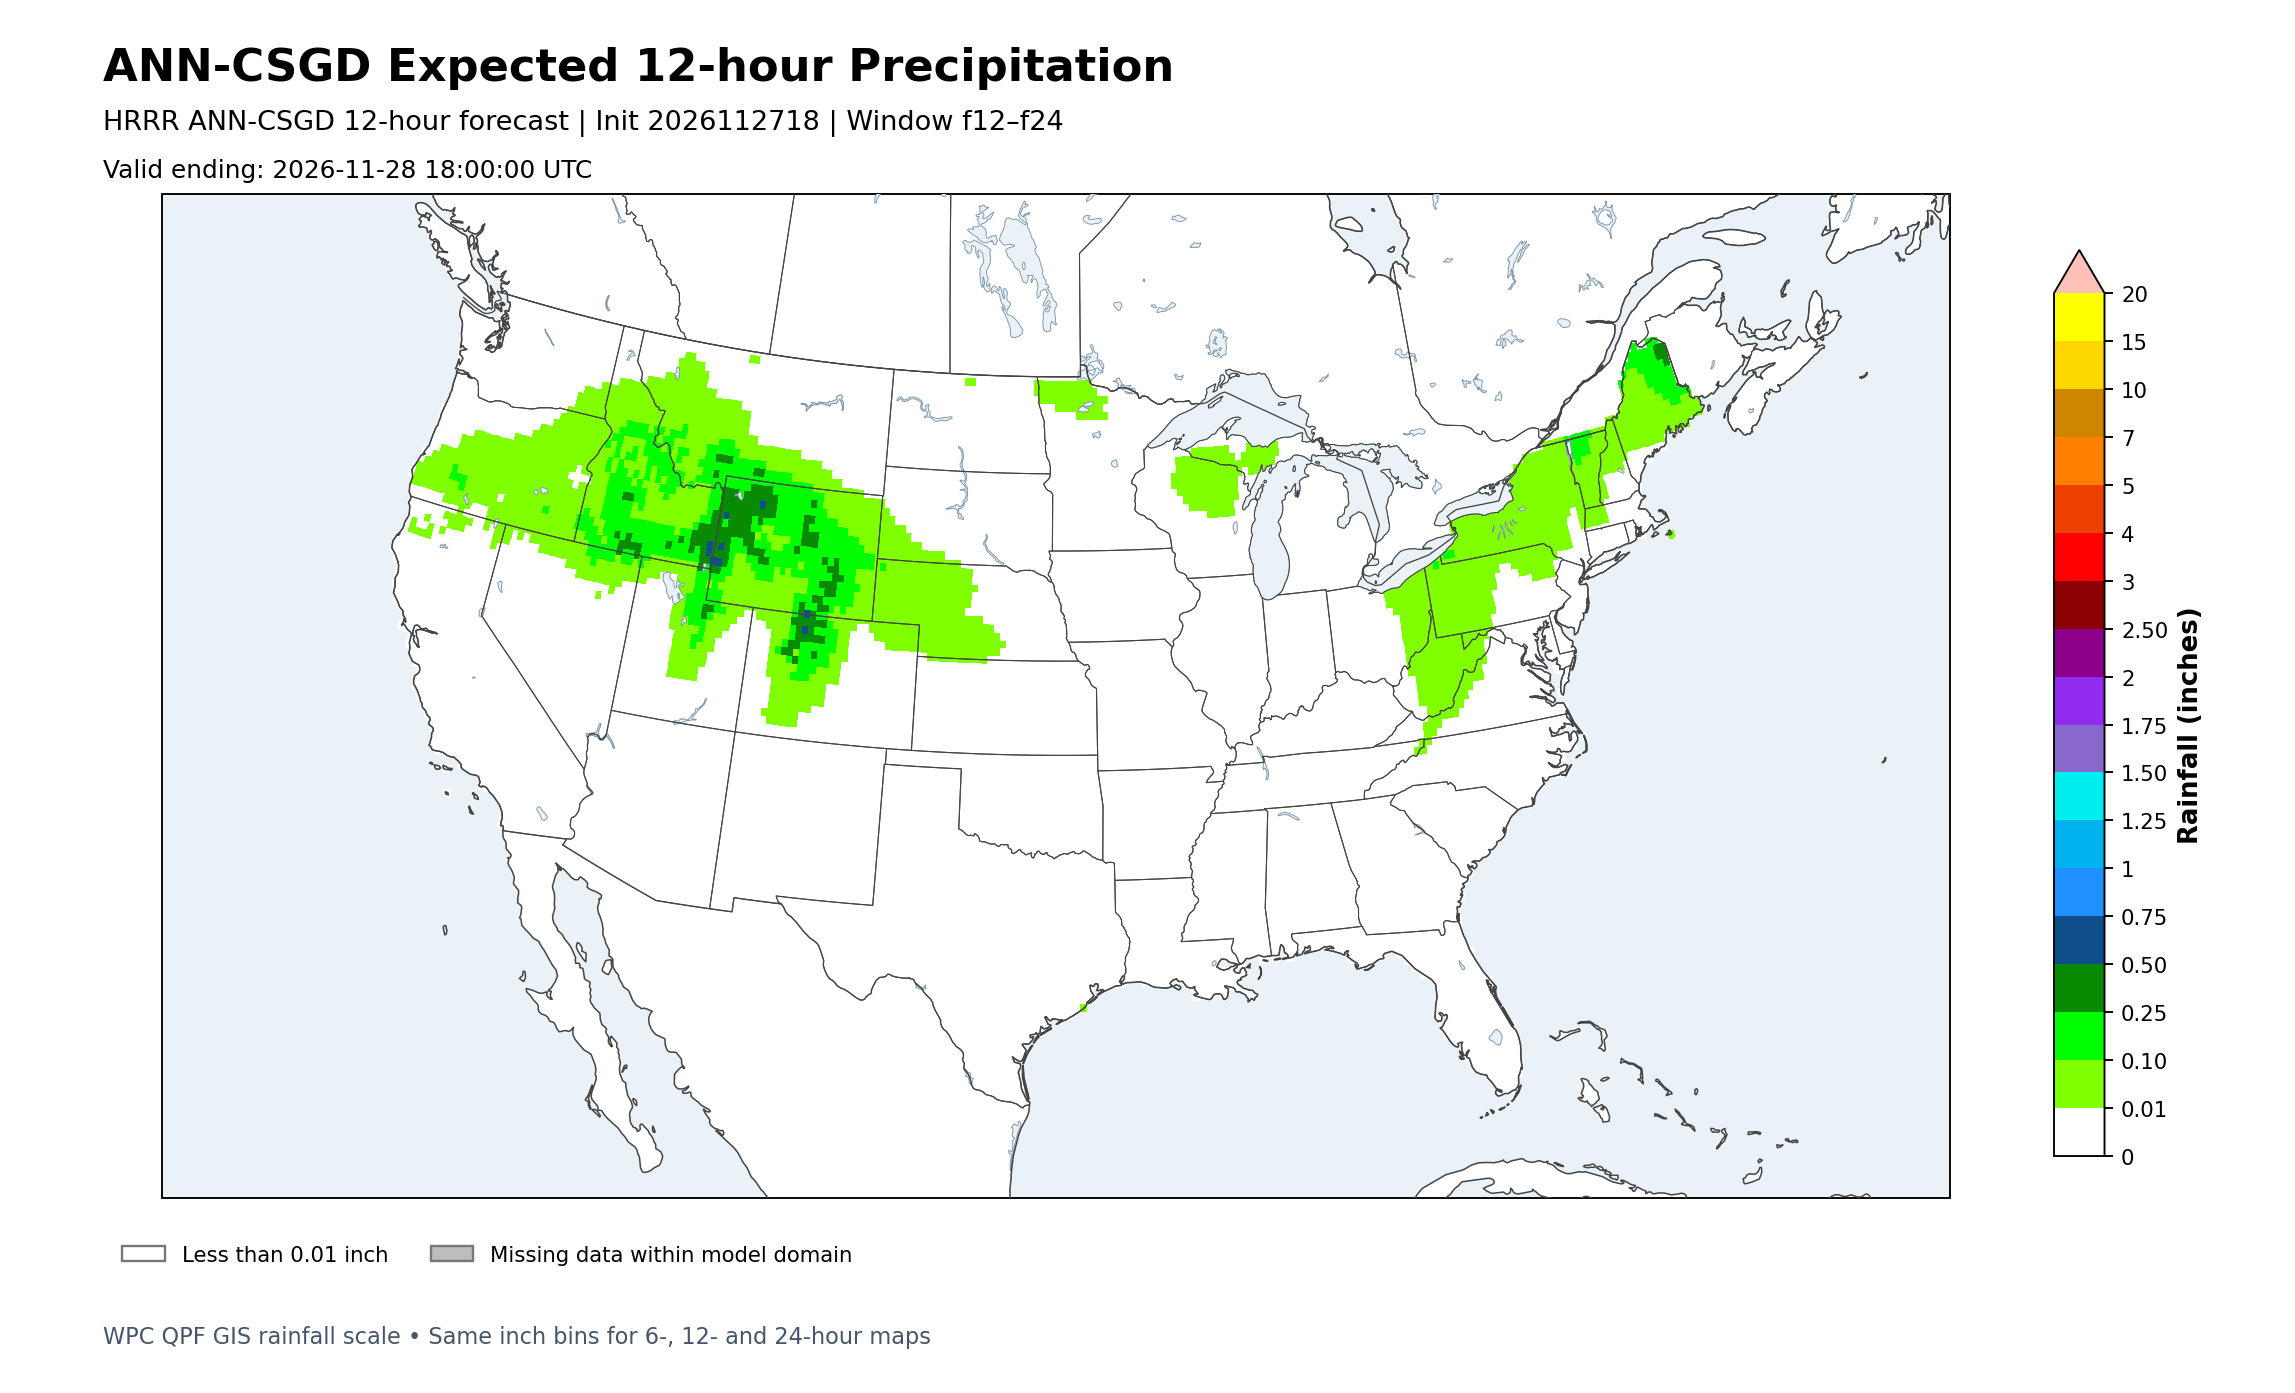 ANN-CSGD Expected 12-hour Precipitation
HRRR ANN-CSGD 12-hour forecast | Init 2026112718 | Window f12–f24
Valid ending: 2026-11-28 18:00:00 UTC
20
15
10
7
5
4
3
2.50
2
1.75
1.50
1.25
1
0.75
0.50
0.25
0.10
0.01
0
Rainfall (inches)
Less than 0.01 inch
Missing data within model domain
WPC QPF GIS rainfall scale • Same inch bins for 6-, 12- and 24-hour maps